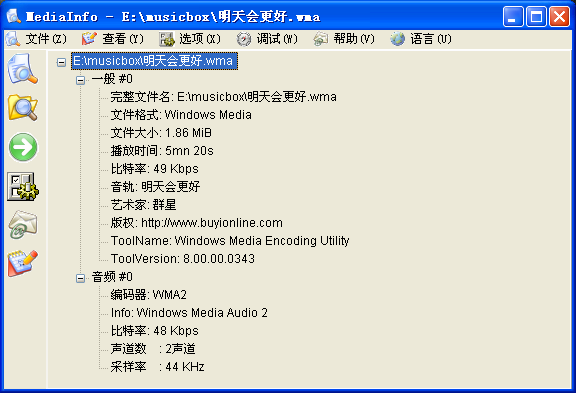 MediaInfo - E:\musicbox\明天会更好.wma
文件(Z) 查看(Y) 选项(X) 调试(W) 帮助(V) 语言(U)
E:\musicbox\明天会更好.wma
一般 #0
完整文件名: E:\musicbox\明天会更好.wma
文件格式: Windows Media
文件大小: 1.86 MiB
播放时间: 5mn 20s
比特率: 49 Kbps
音轨: 明天会更好
艺术家: 群星
版权: http://www.buyionline.com
ToolName: Windows Media Encoding Utility
ToolVersion: 8.00.00.0343
音频 #0
编码器: WMA2
Info: Windows Media Audio 2
比特率: 48 Kbps
声道数 : 2声道
采样率 : 44 KHz